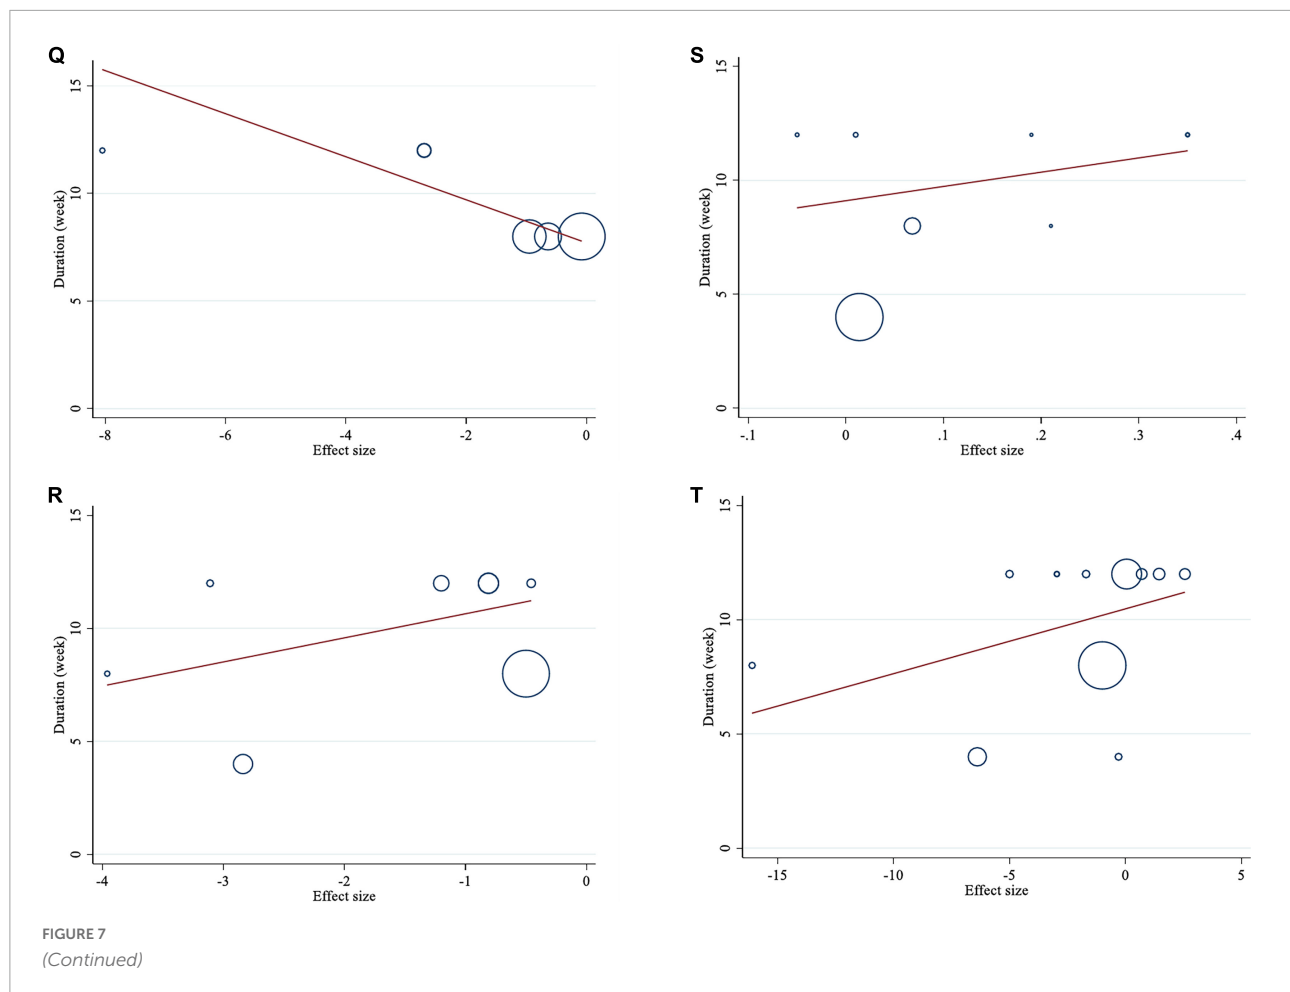 Q
15
10
5
0
Duration (week)
-8 -6 -4 -2 0
Effect size
S
15
10
5
0
Duration (week)
-.1 0 .1 .2 .3 .4
Effect size
R
15
10
5
0
Duration (week)
-4 -3 -2 -1 0
Effect size
T
15
10
5
0
Duration (week)
-15 -10 -5 0 5
Effect size
FIGURE 7
(Continued)